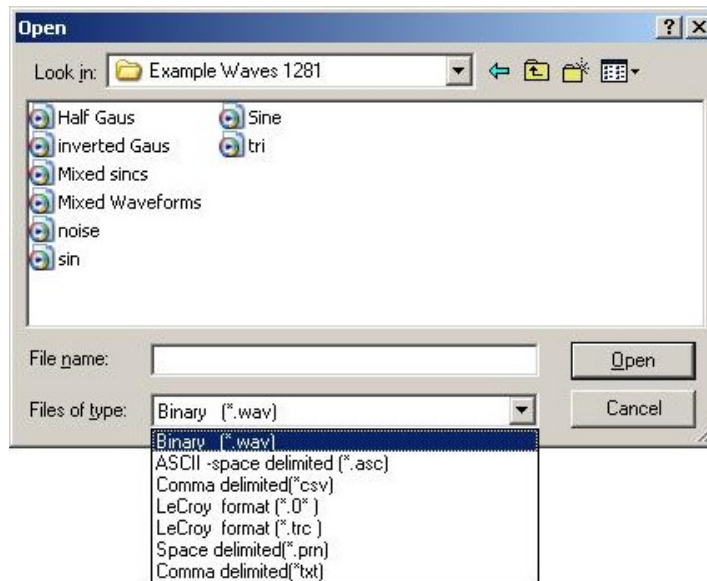 Open
Look in: Example Waves 1281
Half Gaus
inverted Gaus
Mixed sincs
Mixed Waveforms
noise
sin
Sine
tri
File name:
Open
Files of type: Binary (*.wav)
Cancel
Binary (*.wav)
ASCII -space delimited (*.asc)
Comma delimited(*csv)
LeCroy format (*.0* )
LeCroy format (*.trc )
Space delimited(*.prn)
Comma delimited(*txt)